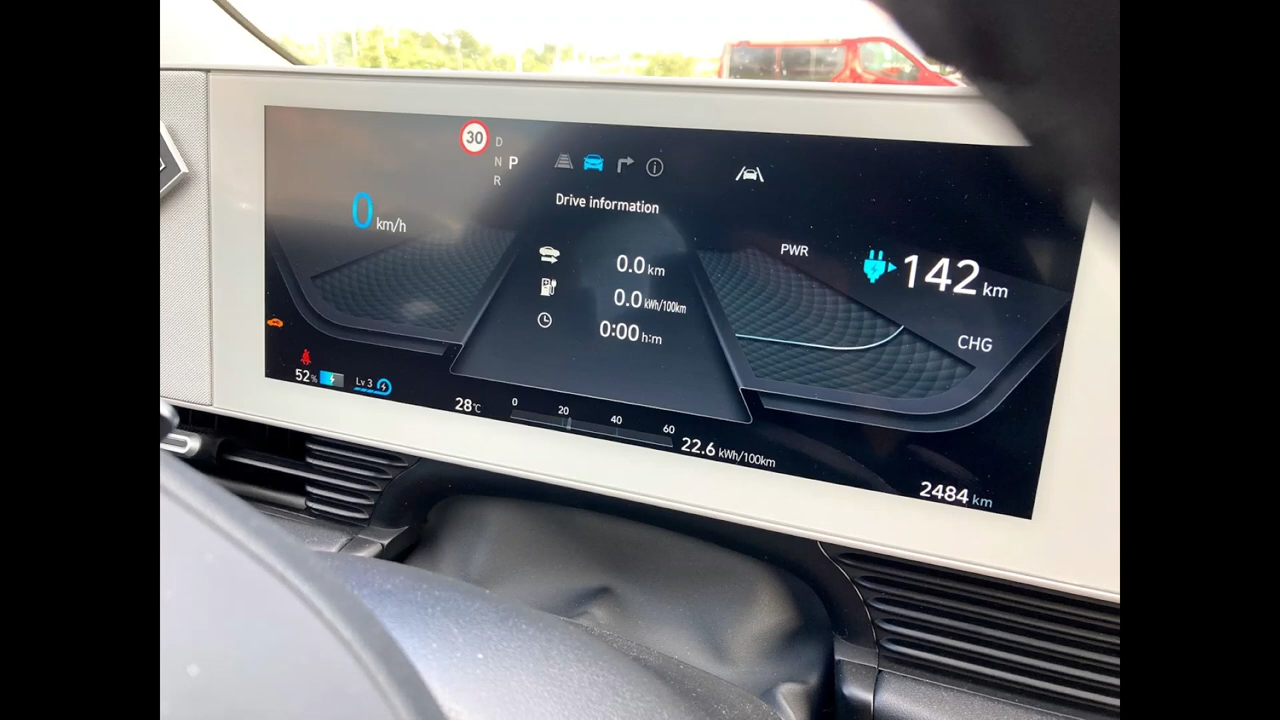 30
D
N P
R
Drive information
0 km/h
0.0 km
0.0 kWh/100km
0:00 h:m
PWR
142 km
CHG
52%
Lv 3
28℃
0 20 40 60
22.6 kWh/100km
2484 km